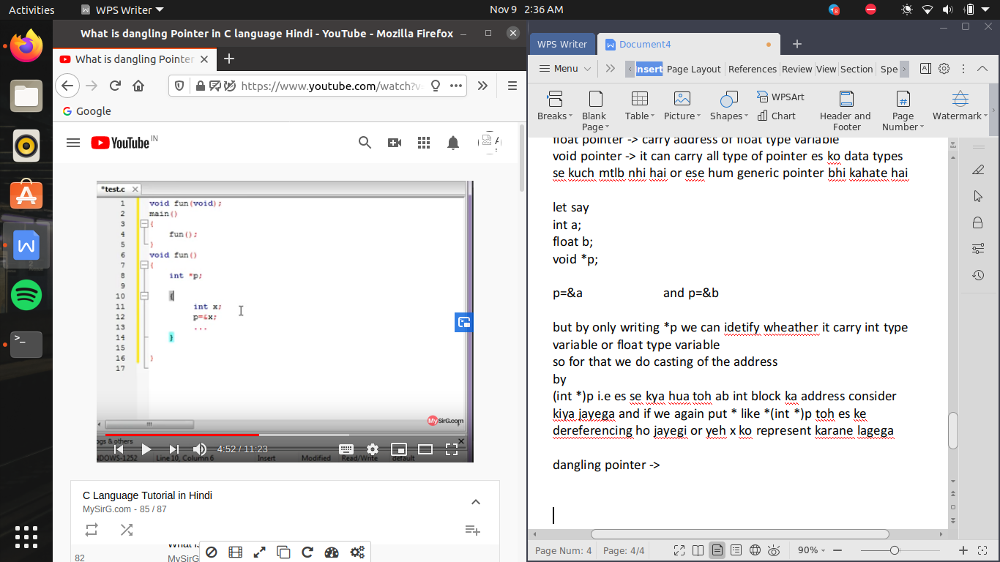 Activities
WPS Writer
Nov 9 2:36 AM
8
What is dangling Pointer in C language Hindi - YouTube - Mozilla Firefox
What is dangling Pointer
https://www.youtube.com/watch?v=
Google
YouTube IN
*test.c
1 void fun(void);
2 main()
3 {
4 fun();
5 }
6 void fun()
7 {
8 int *p;
9
10 {
11 int x;
12 p=&x;
13 ...
14 }
15
16 }
17
MySirG.com
ogs & others
4:52 / 11:23
NDOWS-1252 Line 10, Column 6 Insert Modified Read/Write default
C Language Tutorial in Hindi
MySirG.com - 85 / 87
82
MySirG
WPS Writer
Document4
Menu
Insert
Page Layout
References
Review
View
Section
Spe
Breaks
Blank Page
Table
Picture
Shapes
WPSArt
Chart
Header and Footer
Page Number
Watermark
float pointer -> carry address of float type variable
void pointer -> it can carry all type of pointer es ko data types
se kuch mtlb nhi hai or ese hum generic pointer bhi kahate hai
let say
int a;
float b;
void *p;
p=&a and p=&b
but by only writing *p we can idetify wheather it carry int type
variable or float type variable
so for that we do casting of the address
by
(int *)p i.e es se kya hua toh ab int block ka address consider
kiya jayega and if we again put * like *(int *)p toh es ke
dereferencing ho jayegi or yeh x ko represent karane lagega
dangling pointer ->
Page Num: 4
Page: 4/4
90%